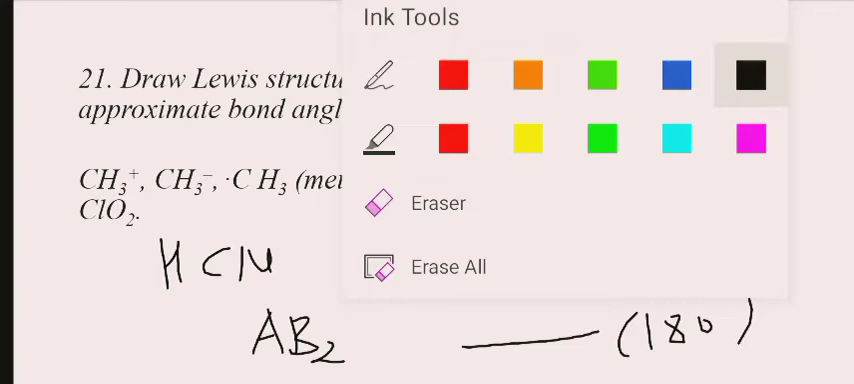 Ink Tools
21. Draw Lewis structu
approximate bond angl
CH₃⁺, CH₃⁻, ·C H₃ (met
ClO₂.
Eraser
Erase All
HCN
AB₂ — (180)